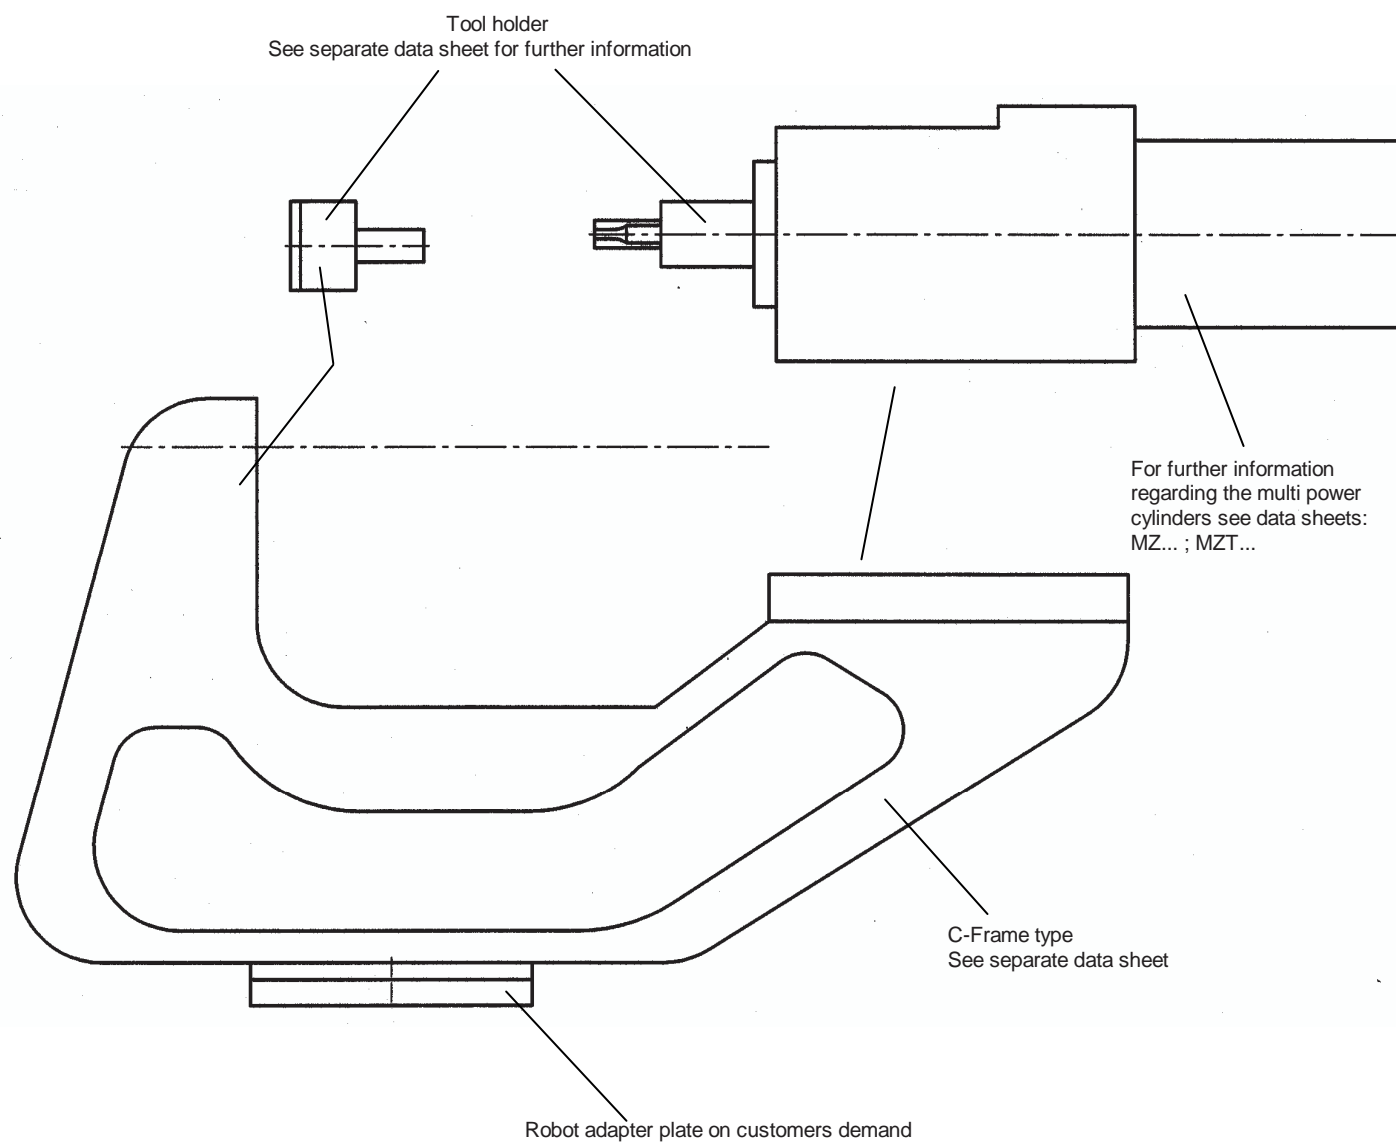 Tool holder
See separate data sheet for further information
For further information
regarding the multi power
cylinders see data sheets:
MZ... ; MZT...
C-Frame type
See separate data sheet
Robot adapter plate on customers demand